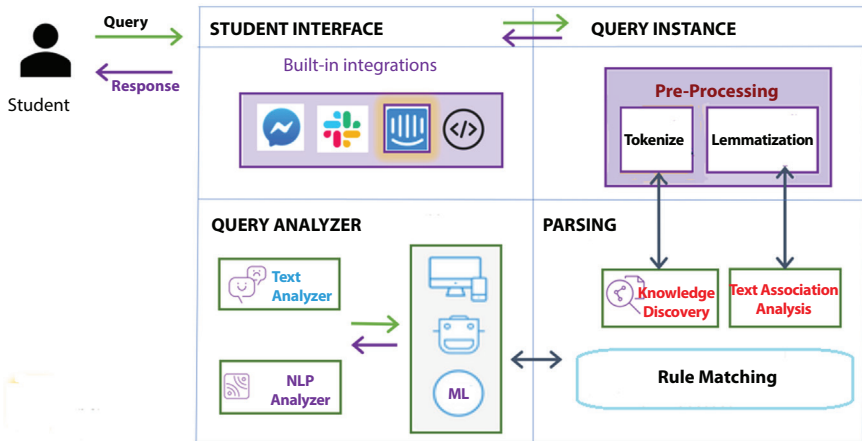 Query
Response
Student
STUDENT INTERFACE
Built-in integrations
</>
QUERY INSTANCE
Pre-Processing
Tokenize
Lemmatization
QUERY ANALYZER
Text
Analyzer
NLP
Analyzer
ML
PARSING
Knowledge
Discovery
Text Association
Analysis
Rule Matching